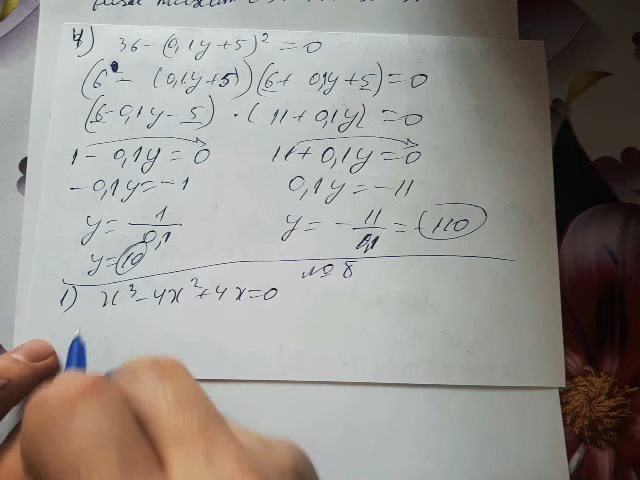 4) 36-(0,1y+5)²=0
(6 - (0,1y+5))(6+ 0,1y+5)=0
(6-0,1y-5) · (11+0,1y)=0
1-0,1y=0 11+0,1y=0
-0,1y=-1 0,1y=-11
y=1/0,1 y=-11/0,1=-110
y=10
№8
1) x³-4x²+4x=0